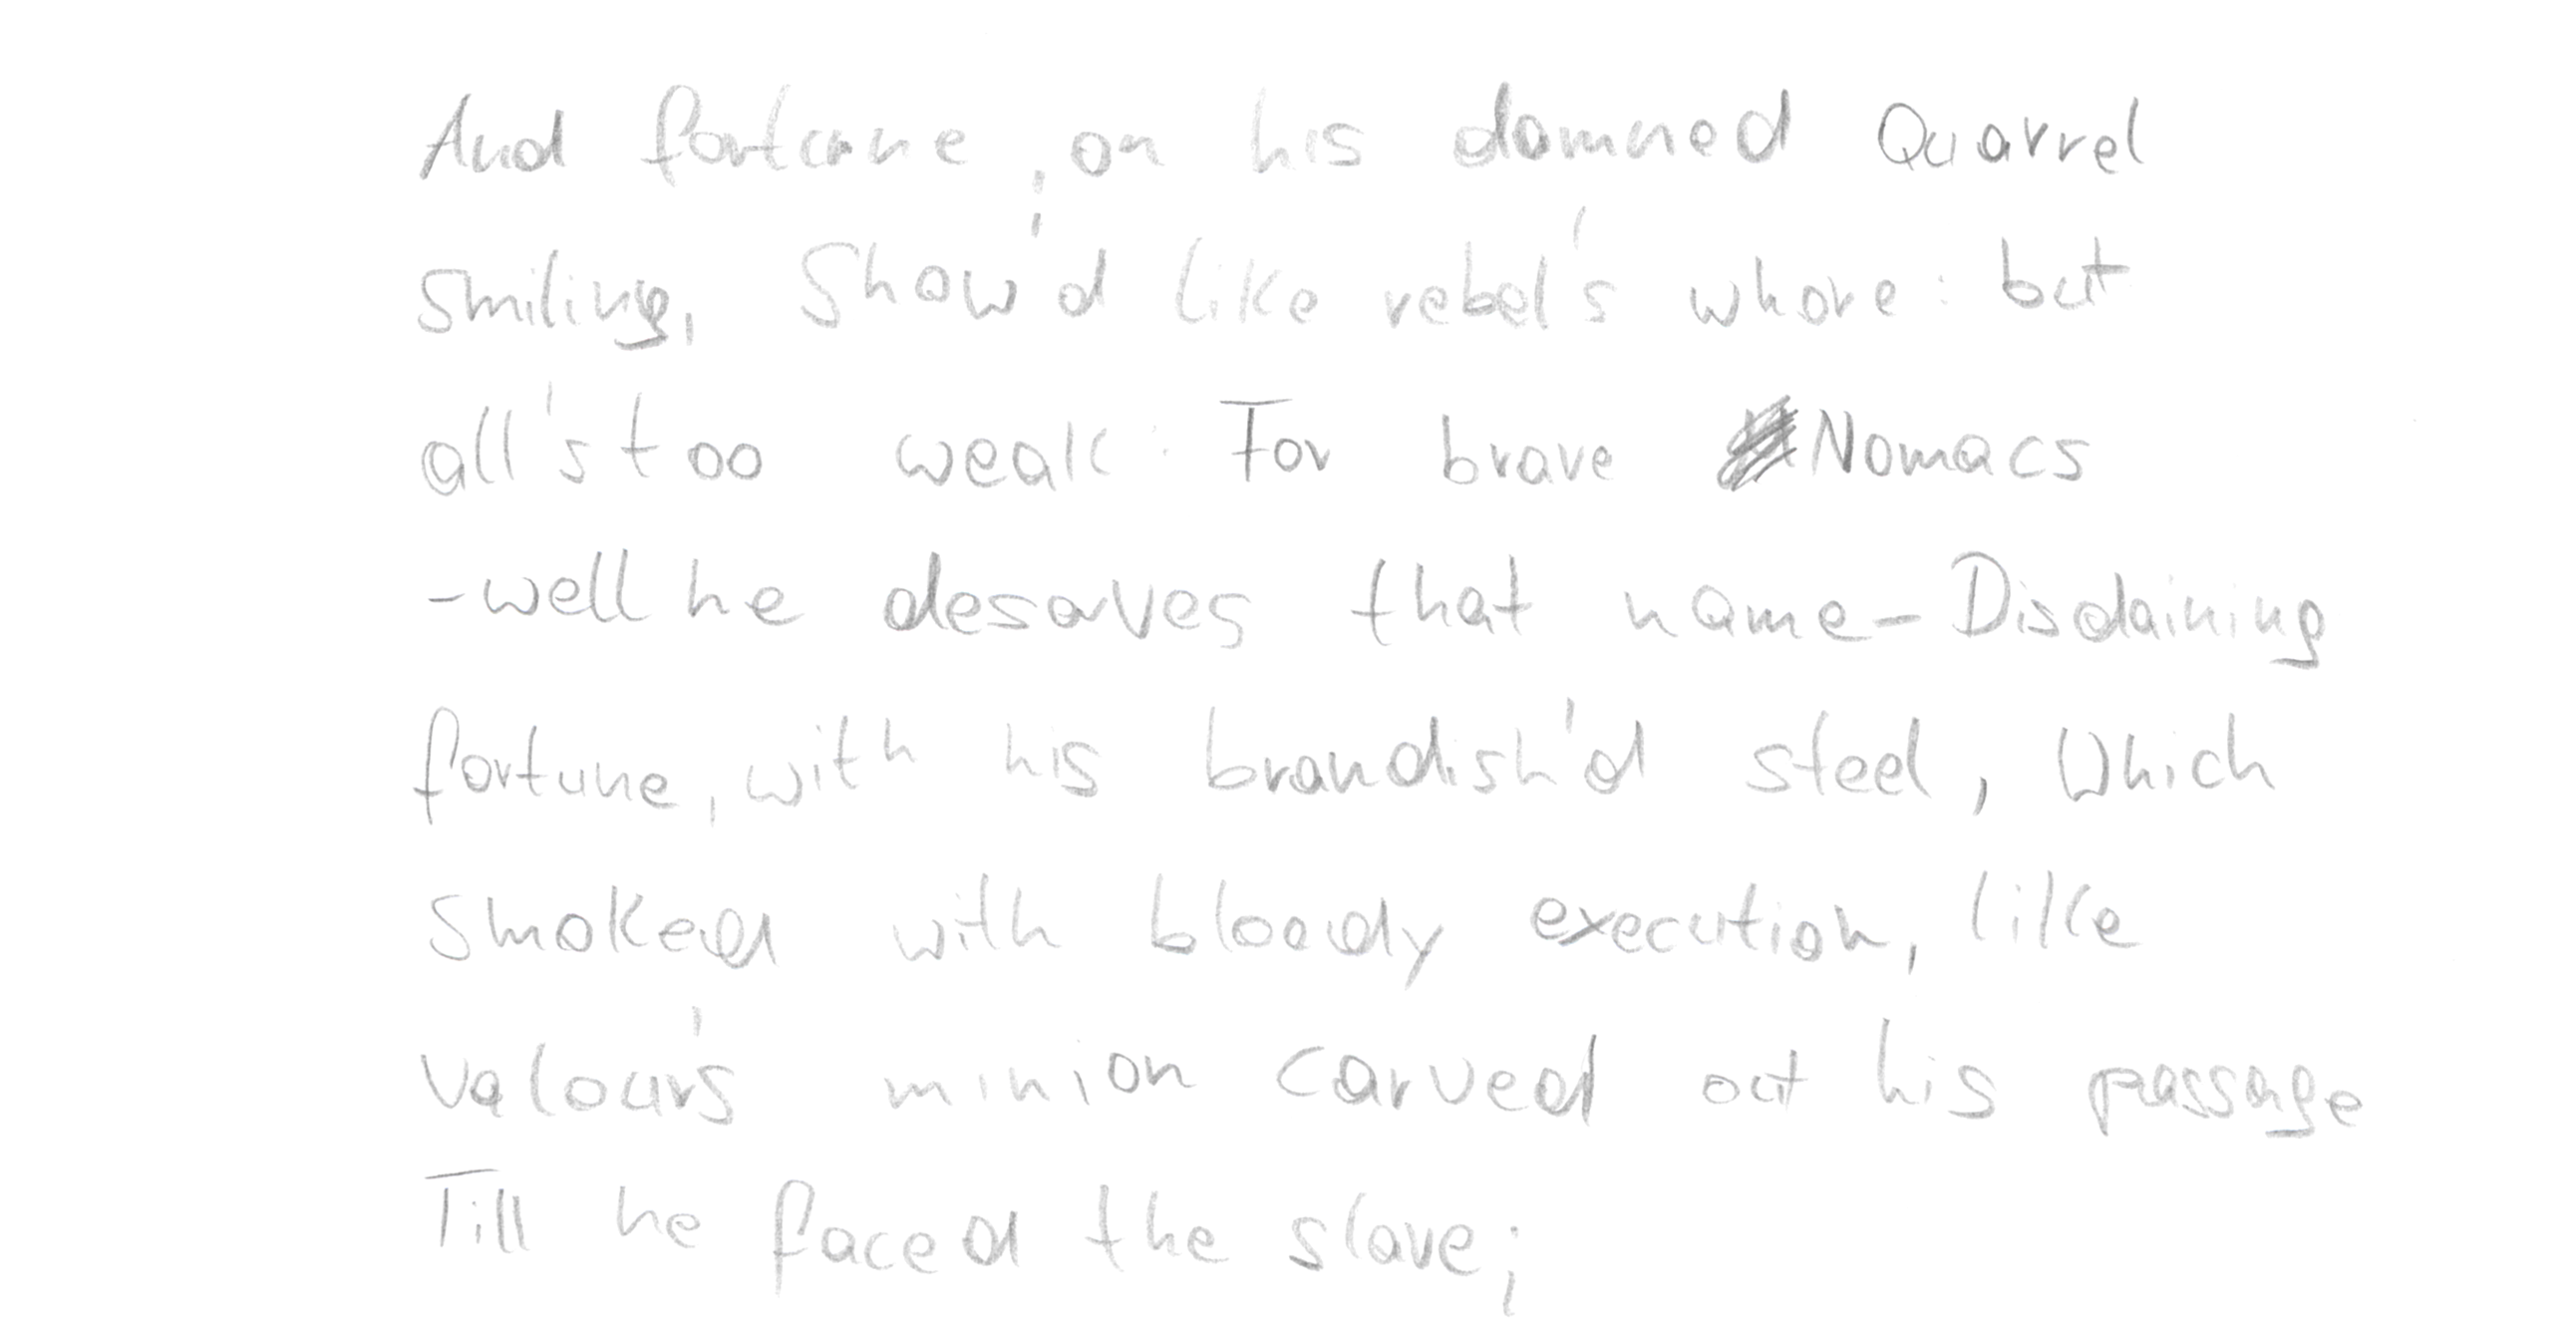 And fortune, on his damned Quarrel
Smiling, Show'd like rebel's whore: but
all's too weak: For brave Nomacs
-well he deserves that name-Disdaining
fortune, with his brandish'd steel, Which
Smoked with bloody execution, like
Valour's minion carved out his passage
Till he faced the slave;